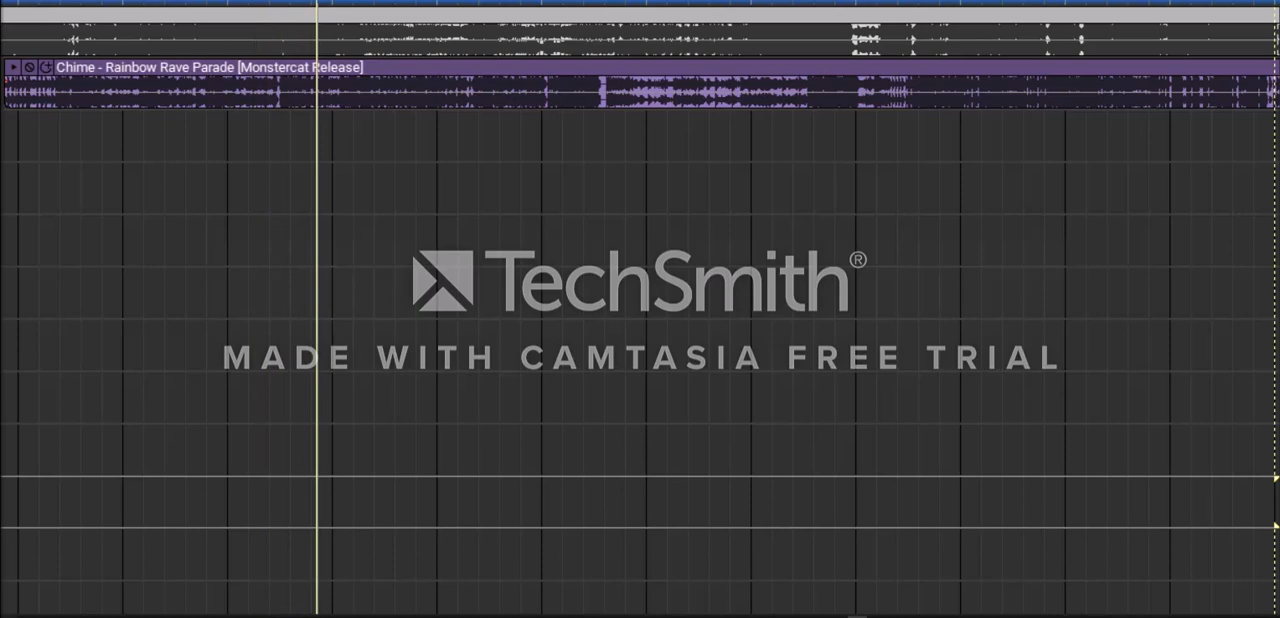 Chime - Rainbow Rave Parade [Monstercat Release]
TechSmith®
MADE WITH CAMTASIA FREE TRIAL